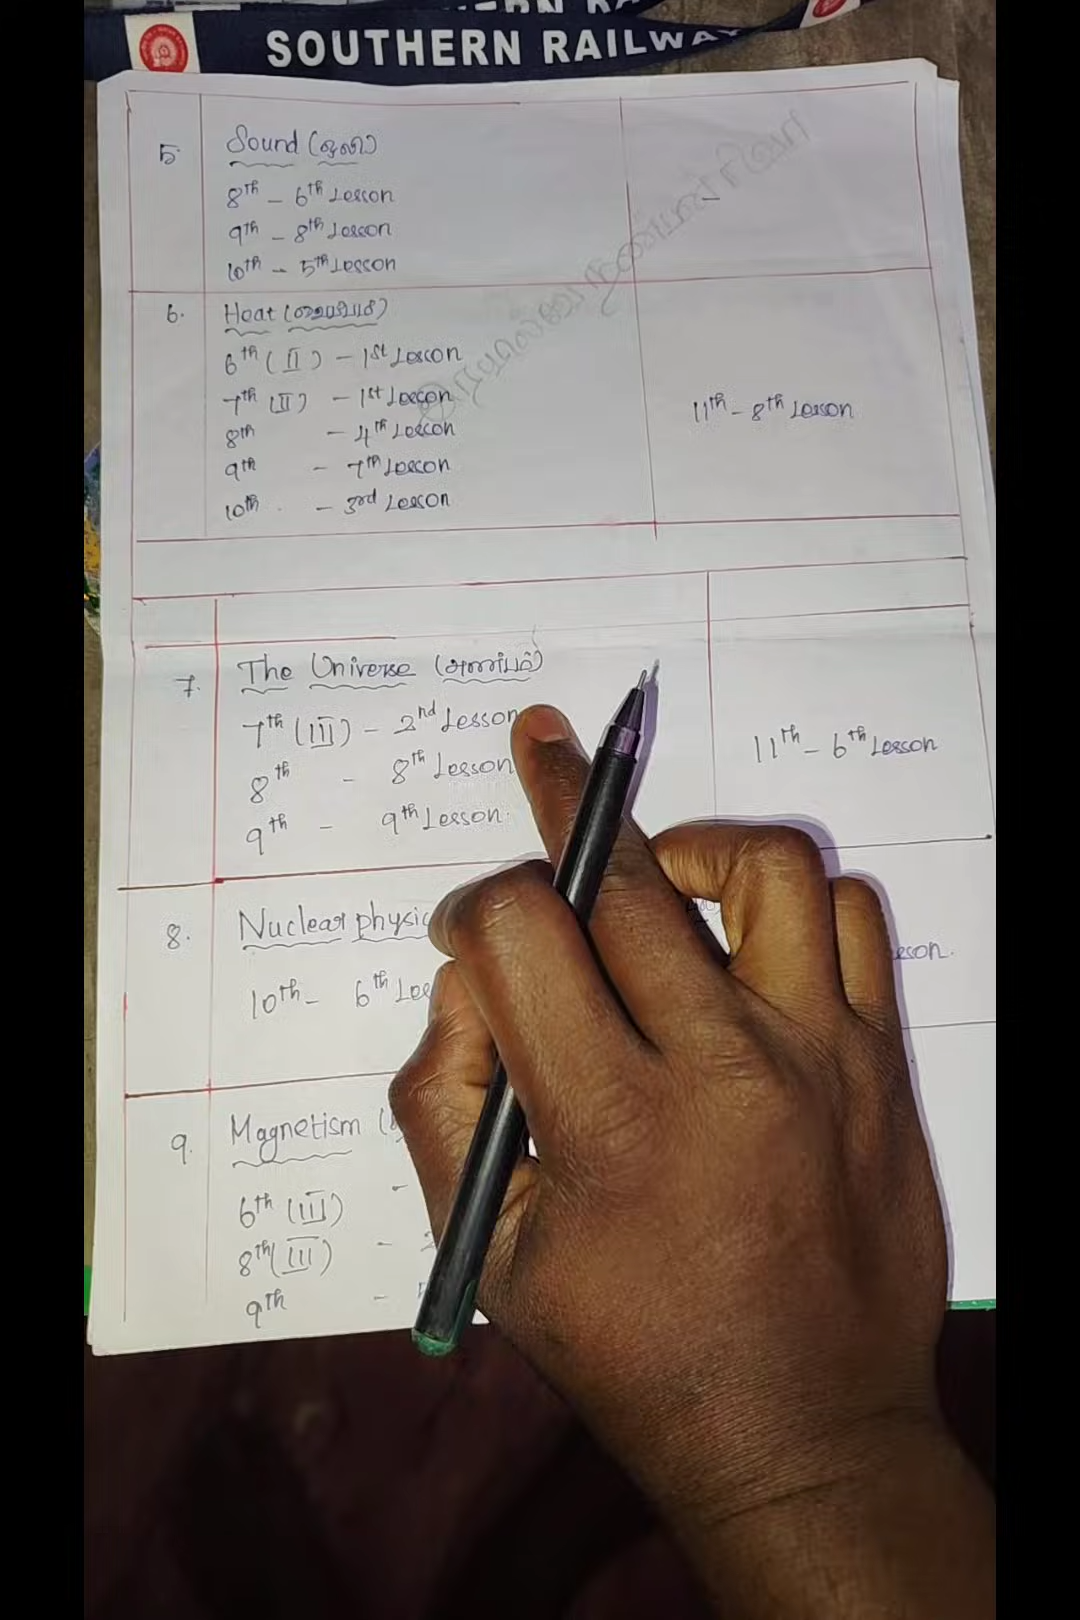 SOUTHERN RAILWAY
5. Sound (ஒலி)
8th - 6th Lesson
9th - 8th Lesson
10th - 5th Lesson
-
6. Heat (வெப்பம்)
6th (II) - 1st Lesson
7th (II) - 1st Lesson
8th - 4th Lesson
9th - 7th Lesson
10th - 3rd Lesson
11th - 8th Lesson
7. The Universe (அண்டம்)
7th (III) - 2nd Lesson
8th - 8th Lesson
9th - 9th Lesson.
11th - 6th Lesson
8. Nuclear physic
10th - 6th Les
esson.
9. Magnetism (
6th (III) -
8th (III) -
9th -